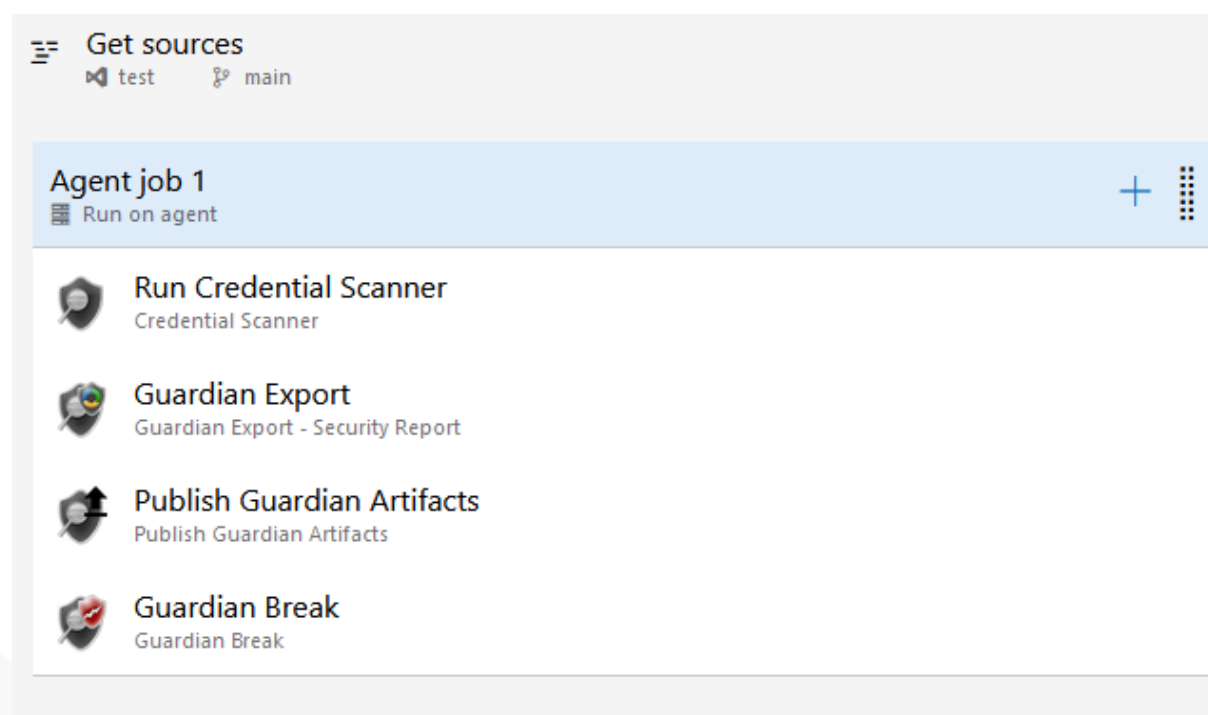 Get sources
test main
Agent job 1
Run on agent
Run Credential Scanner
Credential Scanner
Guardian Export
Guardian Export - Security Report
Publish Guardian Artifacts
Publish Guardian Artifacts
Guardian Break
Guardian Break